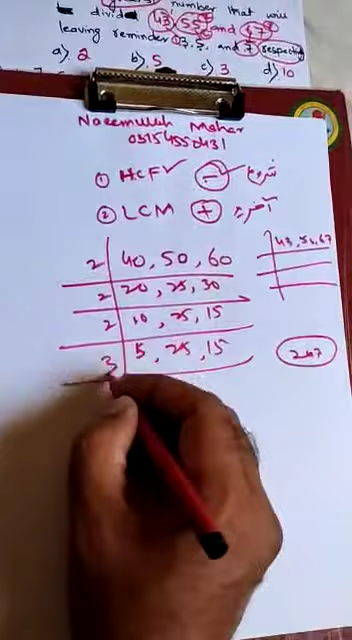 number that will
divide 43 55 and 67
leaving reminder 3, 5, and 7 respectiv
a) 2 b) 5 c) 3 d) 10
Naeemullah Mahar
03154550431
① HCF ✓ − شروع
② LCM + آخر
2 | 40, 50, 60
2 | 20, 25, 30
2 | 10, 25, 15
3 | 5, 25, 15
43, 55, 67
247